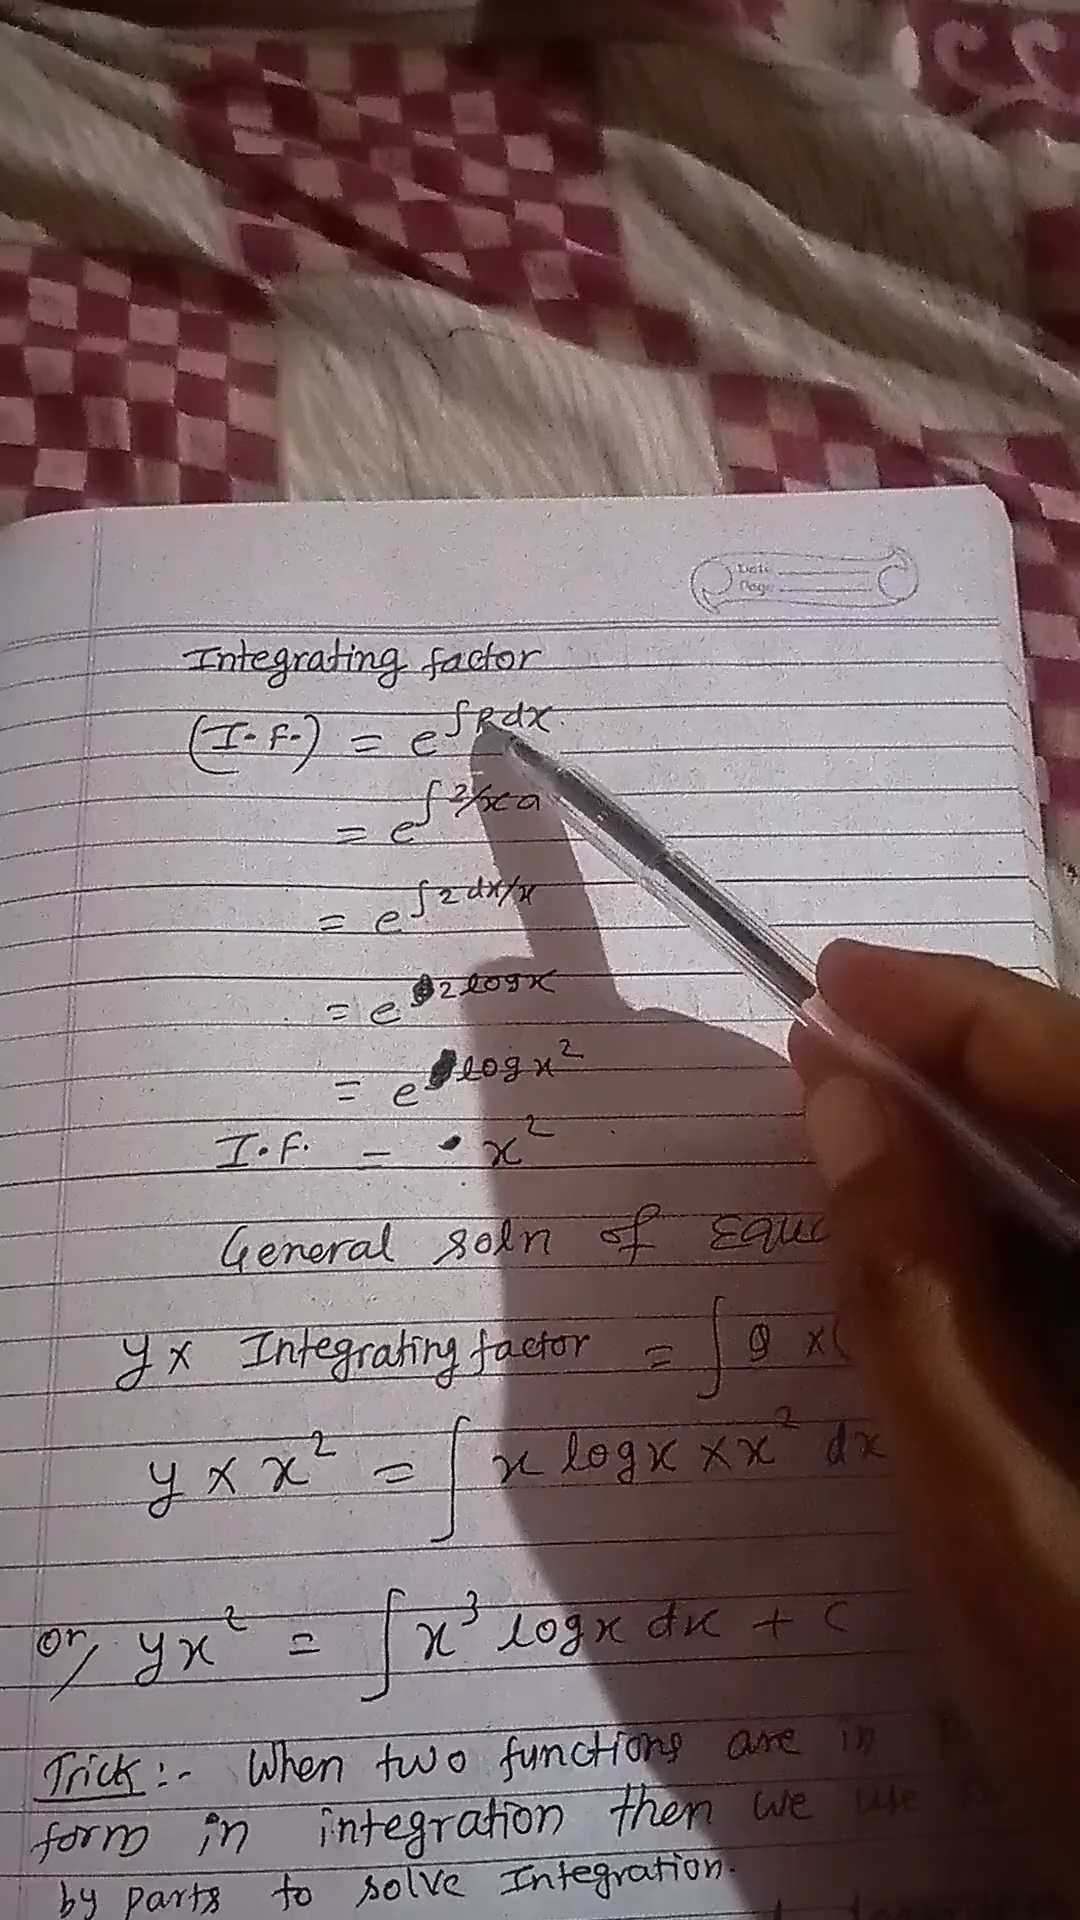 Date
Page
Integrating factor
(I.F.) = e^∫P dx
= e^∫2/x
= e^∫2 dx/x
= e^2 log x
= e^log x²
I.F. = x²
General soln of
y x Integrating factor = ∫ Q x (
y x x² = ∫ x log x x x² dx
or, yx² = ∫ x³ log x dx + C
Trick :- When two functions are in
form in integration then we use
by parts to solve Integration.